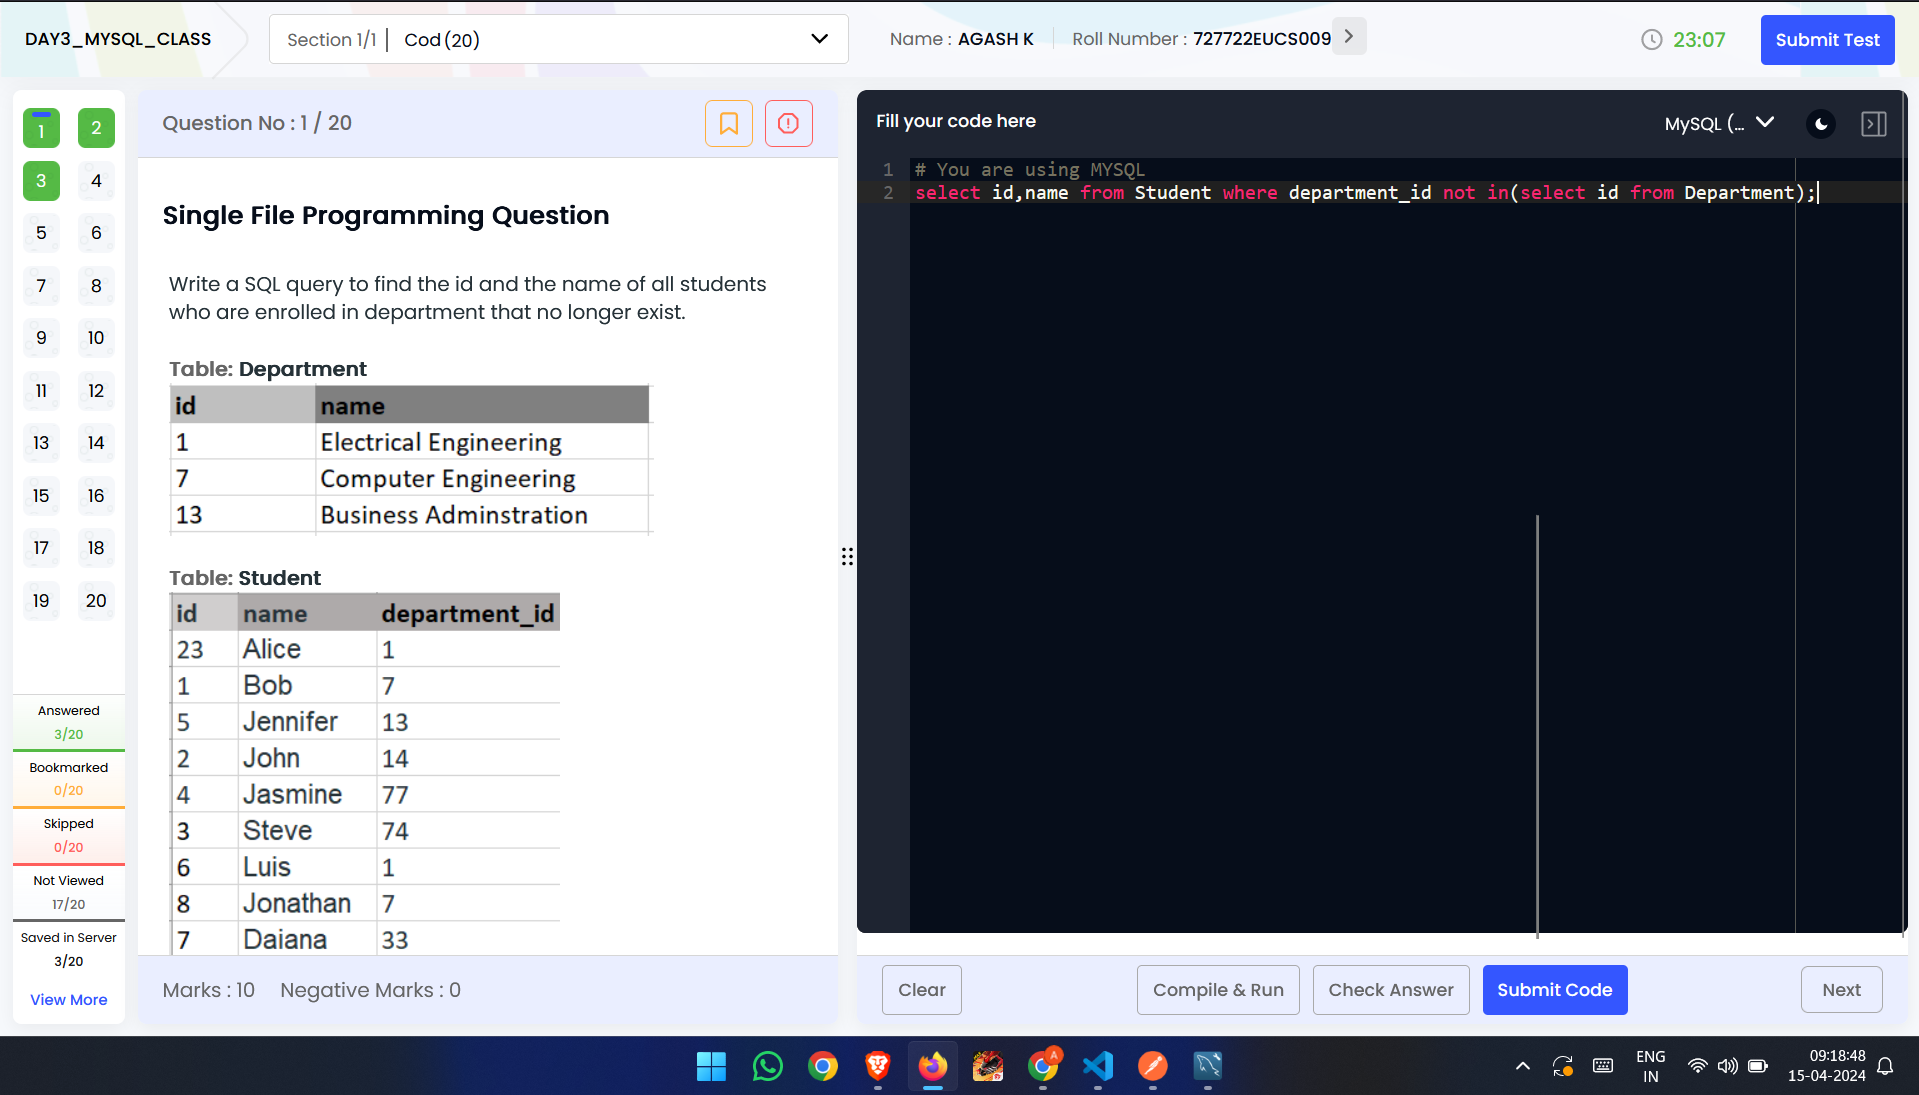 DAY3_MYSQL_CLASS
Section 1/1 | Cod (20)
Name : AGASH K
Roll Number : 727722EUCS009
23:07
Submit Test
1 2
3 4
5 6
7 8
9 10
11 12
13 14
15 16
17 18
19 20
Answered
3/20
Bookmarked
0/20
Skipped
0/20
Not Viewed
17/20
Saved in Server
3/20
View More
Question No : 1 / 20
Single File Programming Question
Write a SQL query to find the id and the name of all students
who are enrolled in department that no longer exist.
Table: Department
id name
1 Electrical Engineering
7 Computer Engineering
13 Business Adminstration
Table: Student
id name department_id
23 Alice 1
1 Bob 7
5 Jennifer 13
2 John 14
4 Jasmine 77
3 Steve 74
6 Luis 1
8 Jonathan 7
7 Daiana 33
Marks : 10 Negative Marks : 0
Fill your code here
MySQL (...
1 # You are using MYSQL
2 select id,name from Student where department_id not in(select id from Department);
Clear
Compile & Run
Check Answer
Submit Code
Next
A
ENG
IN
09:18:48
15-04-2024